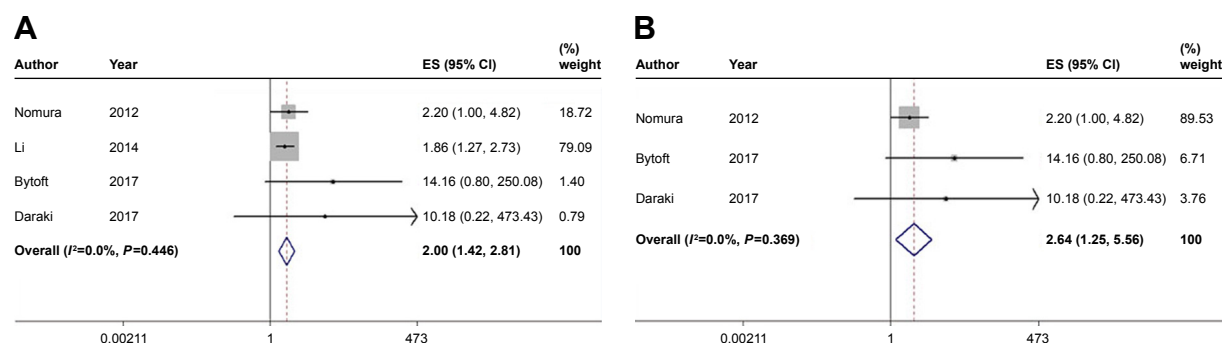 A
(%)
Author Year ES (95% CI) weight
Nomura 2012 2.20 (1.00, 4.82) 18.72
Li 2014 1.86 (1.27, 2.73) 79.09
Bytoft 2017 14.16 (0.80, 250.08) 1.40
Daraki 2017 10.18 (0.22, 473.43) 0.79
Overall (I²=0.0%, P=0.446) 2.00 (1.42, 2.81) 100
0.00211 1 473
B
(%)
Author Year ES (95% CI) weight
Nomura 2012 2.20 (1.00, 4.82) 89.53
Bytoft 2017 14.16 (0.80, 250.08) 6.71
Daraki 2017 10.18 (0.22, 473.43) 3.76
Overall (I²=0.0%, P=0.369) 2.64 (1.25, 5.56) 100
0.00211 1 473